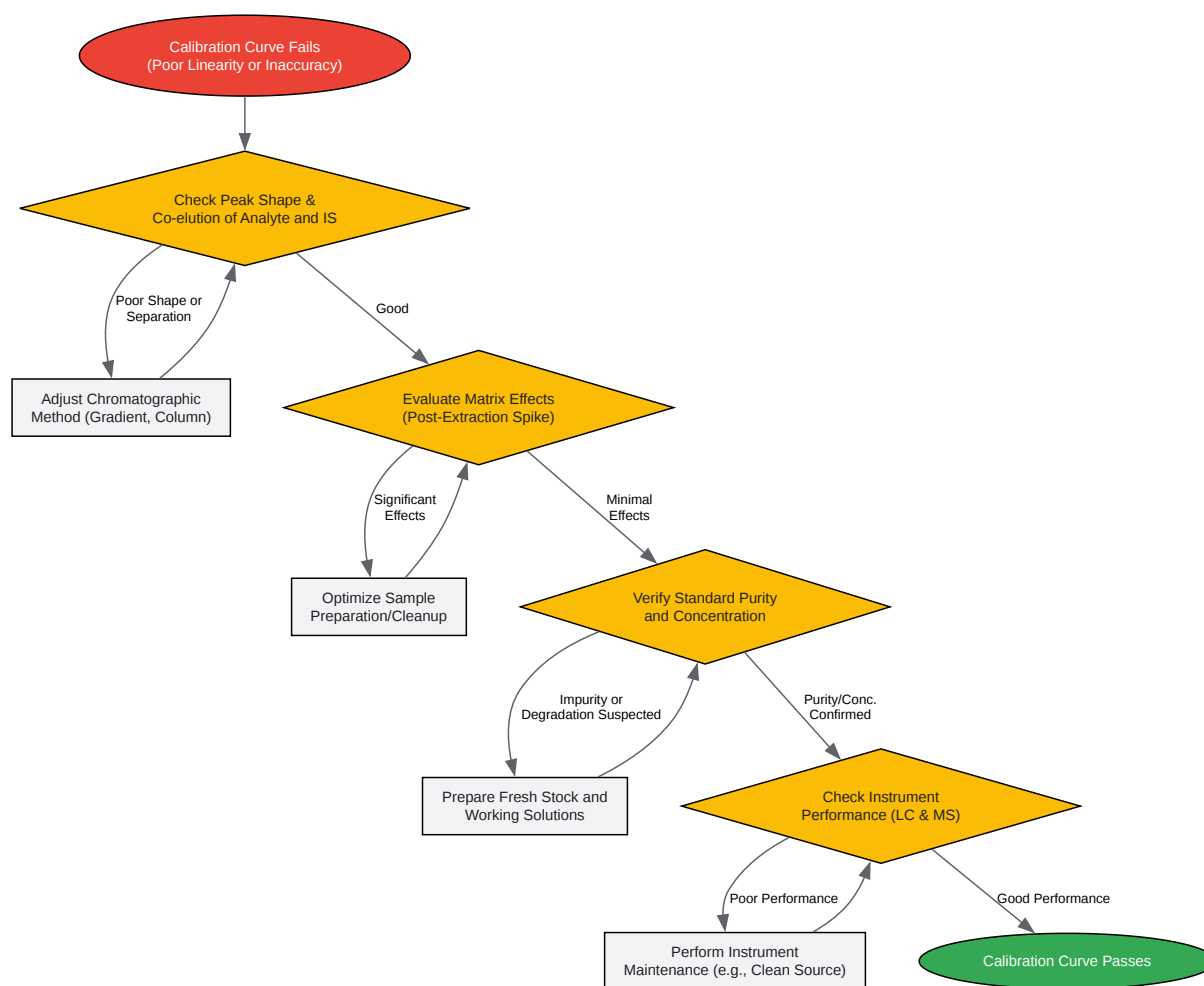 Calibration Curve Fails
(Poor Linearity or Inaccuracy)
Check Peak Shape &
Co-elution of Analyte and IS
Poor Shape or
Separation
Good
Adjust Chromatographic
Method (Gradient, Column)
Evaluate Matrix Effects
(Post-Extraction Spike)
Significant
Effects
Minimal
Effects
Optimize Sample
Preparation/Cleanup
Verify Standard Purity
and Concentration
Impurity or
Degradation Suspected
Purity/Conc.
Confirmed
Prepare Fresh Stock and
Working Solutions
Check Instrument
Performance (LC & MS)
Poor Performance
Good Performance
Perform Instrument
Maintenance (e.g., Clean Source)
Calibration Curve Passes